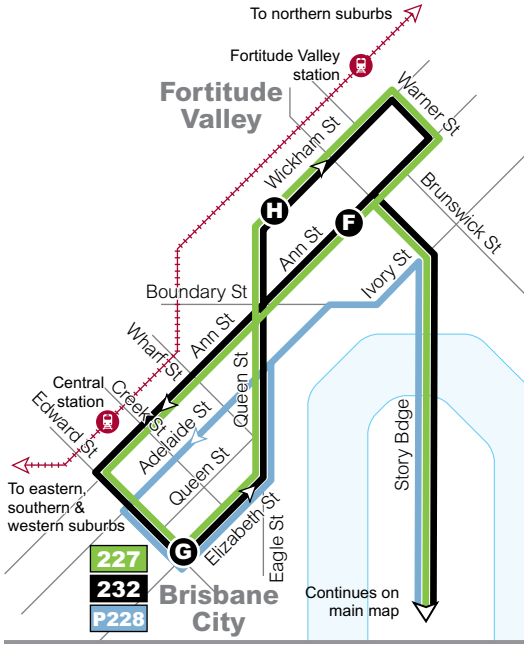 To northern suburbs
Fortitude Valley
station
Fortitude
Valley
Warner St
Wickham St
H
F
Brunswick St
Ann St
Ivory St
Boundary St
Ann St
Wharf St
Central
station
Creek St
Edward St
Adelaide St
Queen St
Queen St
Story Bdge
To eastern,
southern &
western suburbs
G
Elizabeth St
Eagle St
227
232
P228
Brisbane
City
Continues on
main map